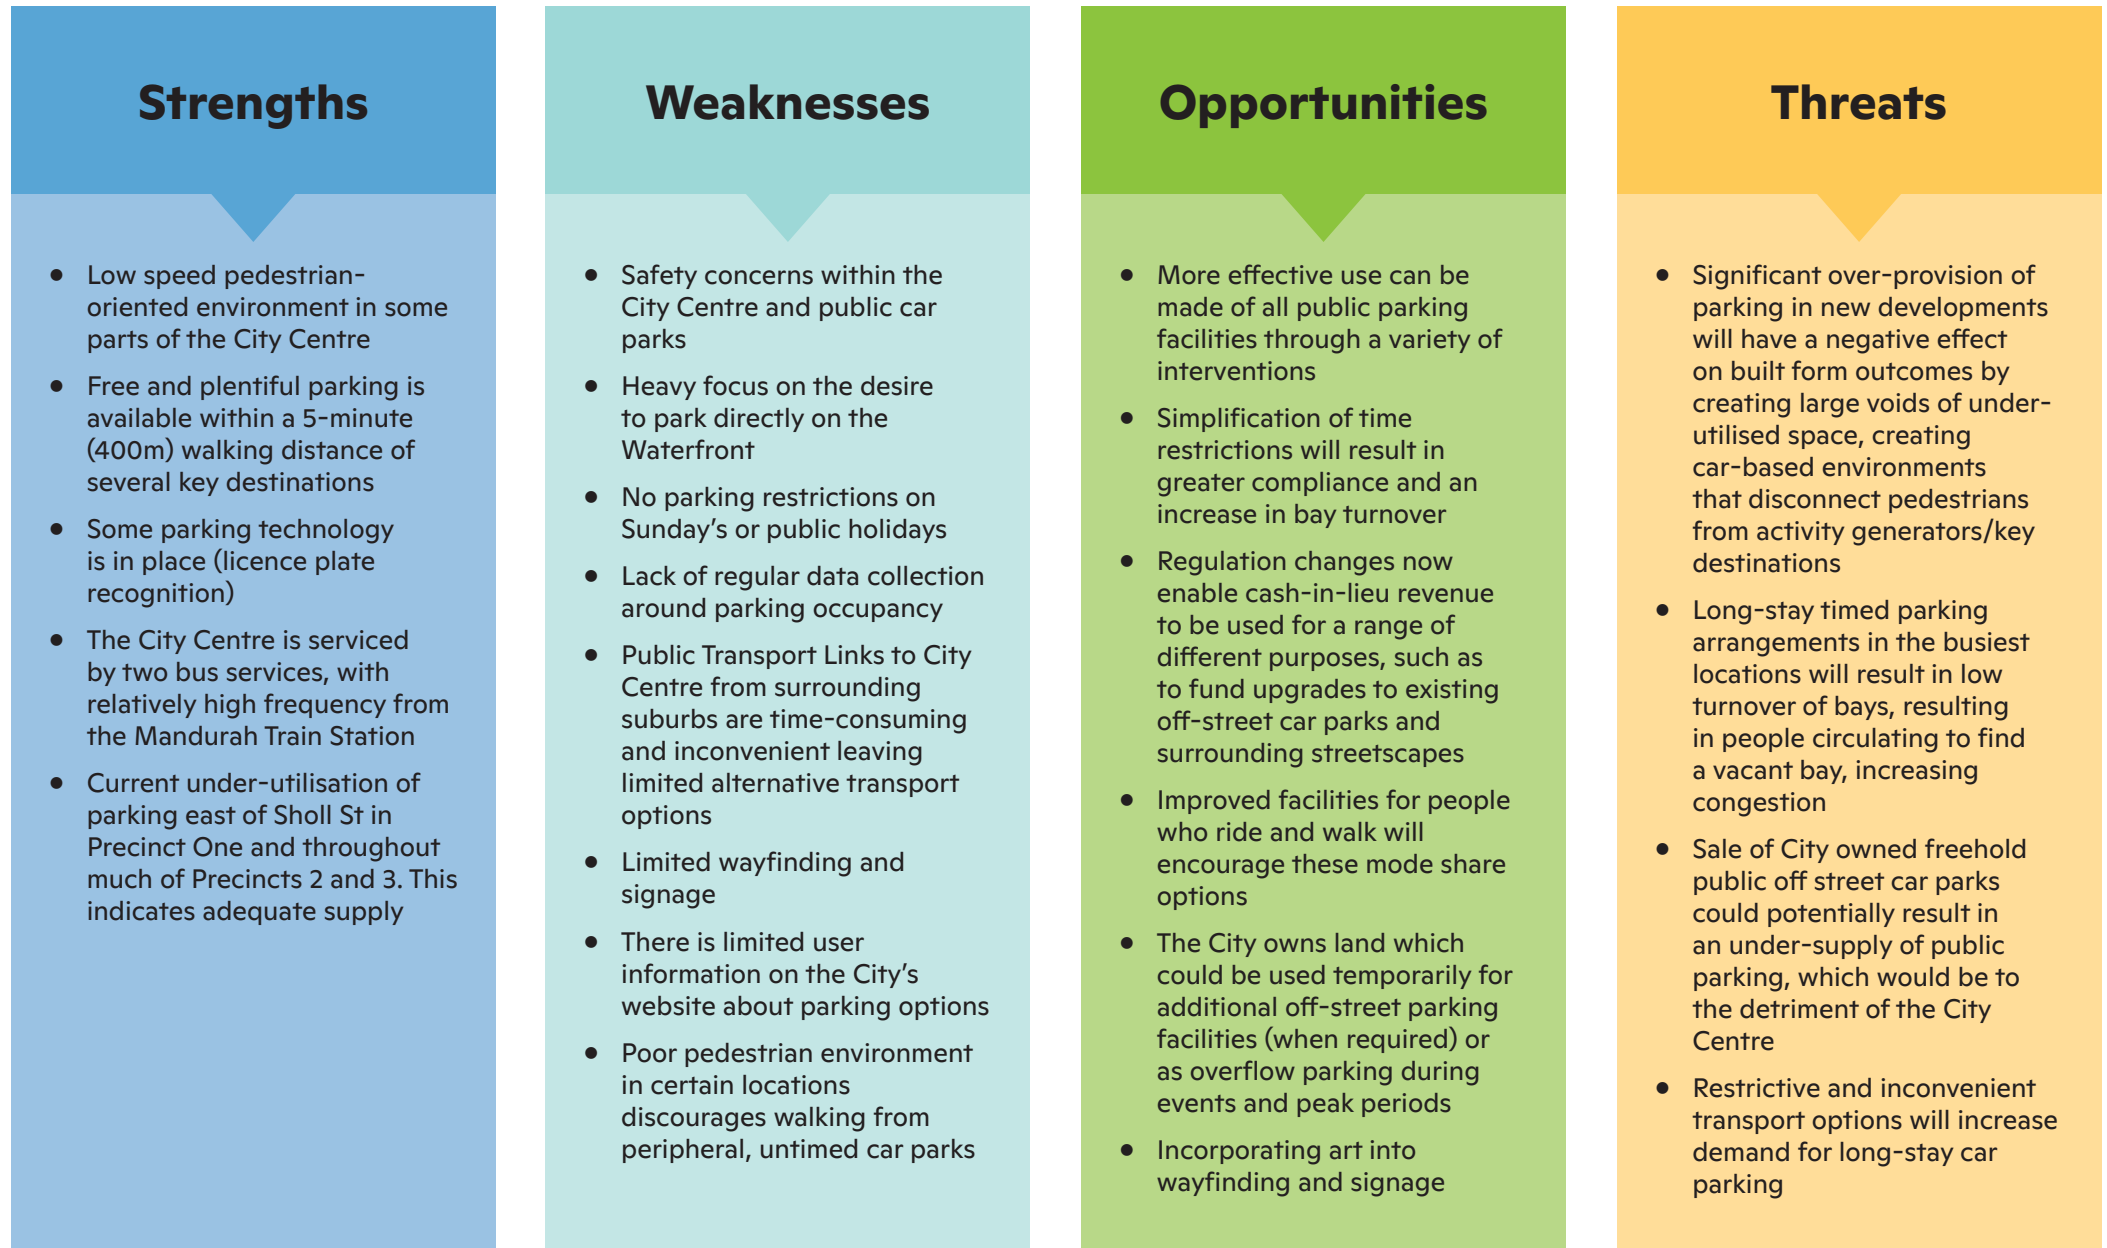 Strengths
• Low speed pedestrian-
oriented environment in some
parts of the City Centre
• Free and plentiful parking is
available within a 5-minute
(400m) walking distance of
several key destinations
• Some parking technology
is in place (licence plate
recognition)
• The City Centre is serviced
by two bus services, with
relatively high frequency from
the Mandurah Train Station
• Current under-utilisation of
parking east of Sholl St in
Precinct One and throughout
much of Precincts 2 and 3. This
indicates adequate supply
Weaknesses
• Safety concerns within the
City Centre and public car
parks
• Heavy focus on the desire
to park directly on the
Waterfront
• No parking restrictions on
Sunday's or public holidays
• Lack of regular data collection
around parking occupancy
• Public Transport Links to City
Centre from surrounding
suburbs are time-consuming
and inconvenient leaving
limited alternative transport
options
• Limited wayfinding and
signage
• There is limited user
information on the City's
website about parking options
• Poor pedestrian environment
in certain locations
discourages walking from
peripheral, untimed car parks
Opportunities
• More effective use can be
made of all public parking
facilities through a variety of
interventions
• Simplification of time
restrictions will result in
greater compliance and an
increase in bay turnover
• Regulation changes now
enable cash-in-lieu revenue
to be used for a range of
different purposes, such as
to fund upgrades to existing
off-street car parks and
surrounding streetscapes
• Improved facilities for people
who ride and walk will
encourage these mode share
options
• The City owns land which
could be used temporarily for
additional off-street parking
facilities (when required) or
as overflow parking during
events and peak periods
• Incorporating art into
wayfinding and signage
Threats
• Significant over-provision of
parking in new developments
will have a negative effect
on built form outcomes by
creating large voids of under-
utilised space, creating
car-based environments
that disconnect pedestrians
from activity generators/key
destinations
• Long-stay timed parking
arrangements in the busiest
locations will result in low
turnover of bays, resulting
in people circulating to find
a vacant bay, increasing
congestion
• Sale of City owned freehold
public off street car parks
could potentially result in
an under-supply of public
parking, which would be to
the detriment of the City
Centre
• Restrictive and inconvenient
transport options will increase
demand for long-stay car
parking